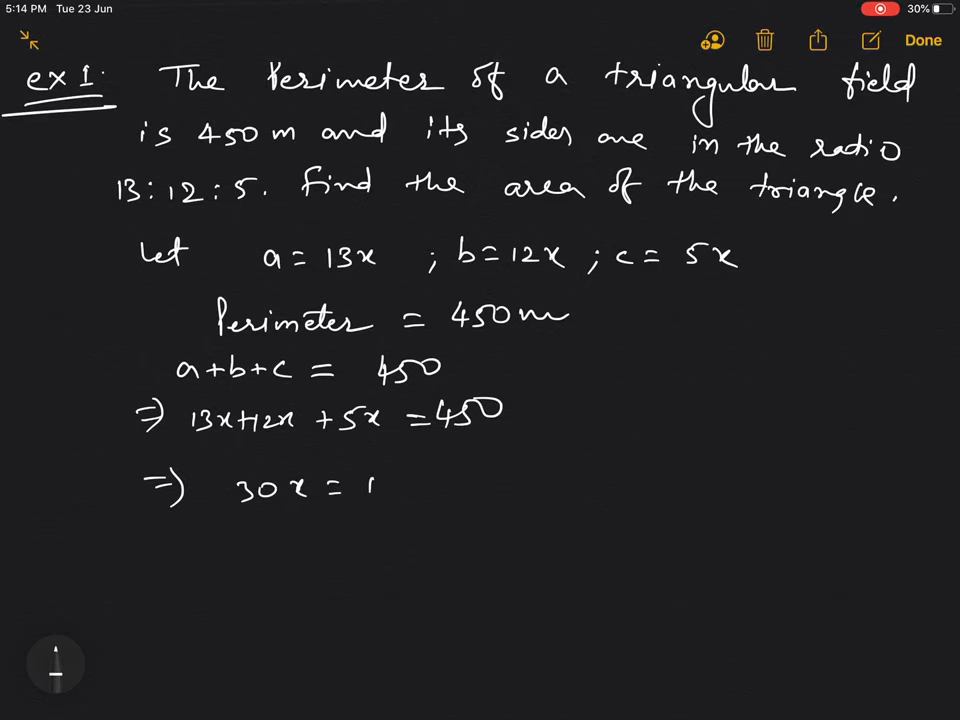 5:14 PM Tue 23 Jun 30%
Done
ex 1. The Perimeter of a triangular field
is 450 m and its sides are in the ratio
13:12:5. Find the area of the triangle.
Let a = 13x ; b = 12x ; c = 5x
Perimeter = 450 m
a+b+c = 450
⇒ 13x+12x + 5x = 450
⇒ 30x =